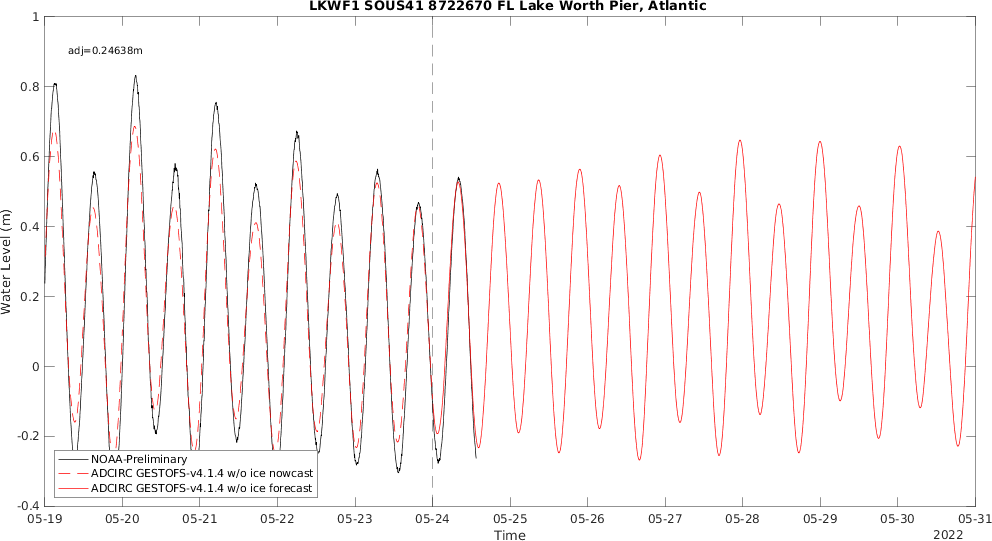 LKWF1 SOUS41 8722670 FL Lake Worth Pier, Atlantic
adj=0.24638m
Water Level (m)
1
0.8
0.6
0.4
0.2
0
-0.2
-0.4
NOAA-Preliminary
ADCIRC GESTOFS-v4.1.4 w/o ice nowcast
ADCIRC GESTOFS-v4.1.4 w/o ice forecast
05-19 05-20 05-21 05-22 05-23 05-24 05-25 05-26 05-27 05-28 05-29 05-30 05-31
Time
2022